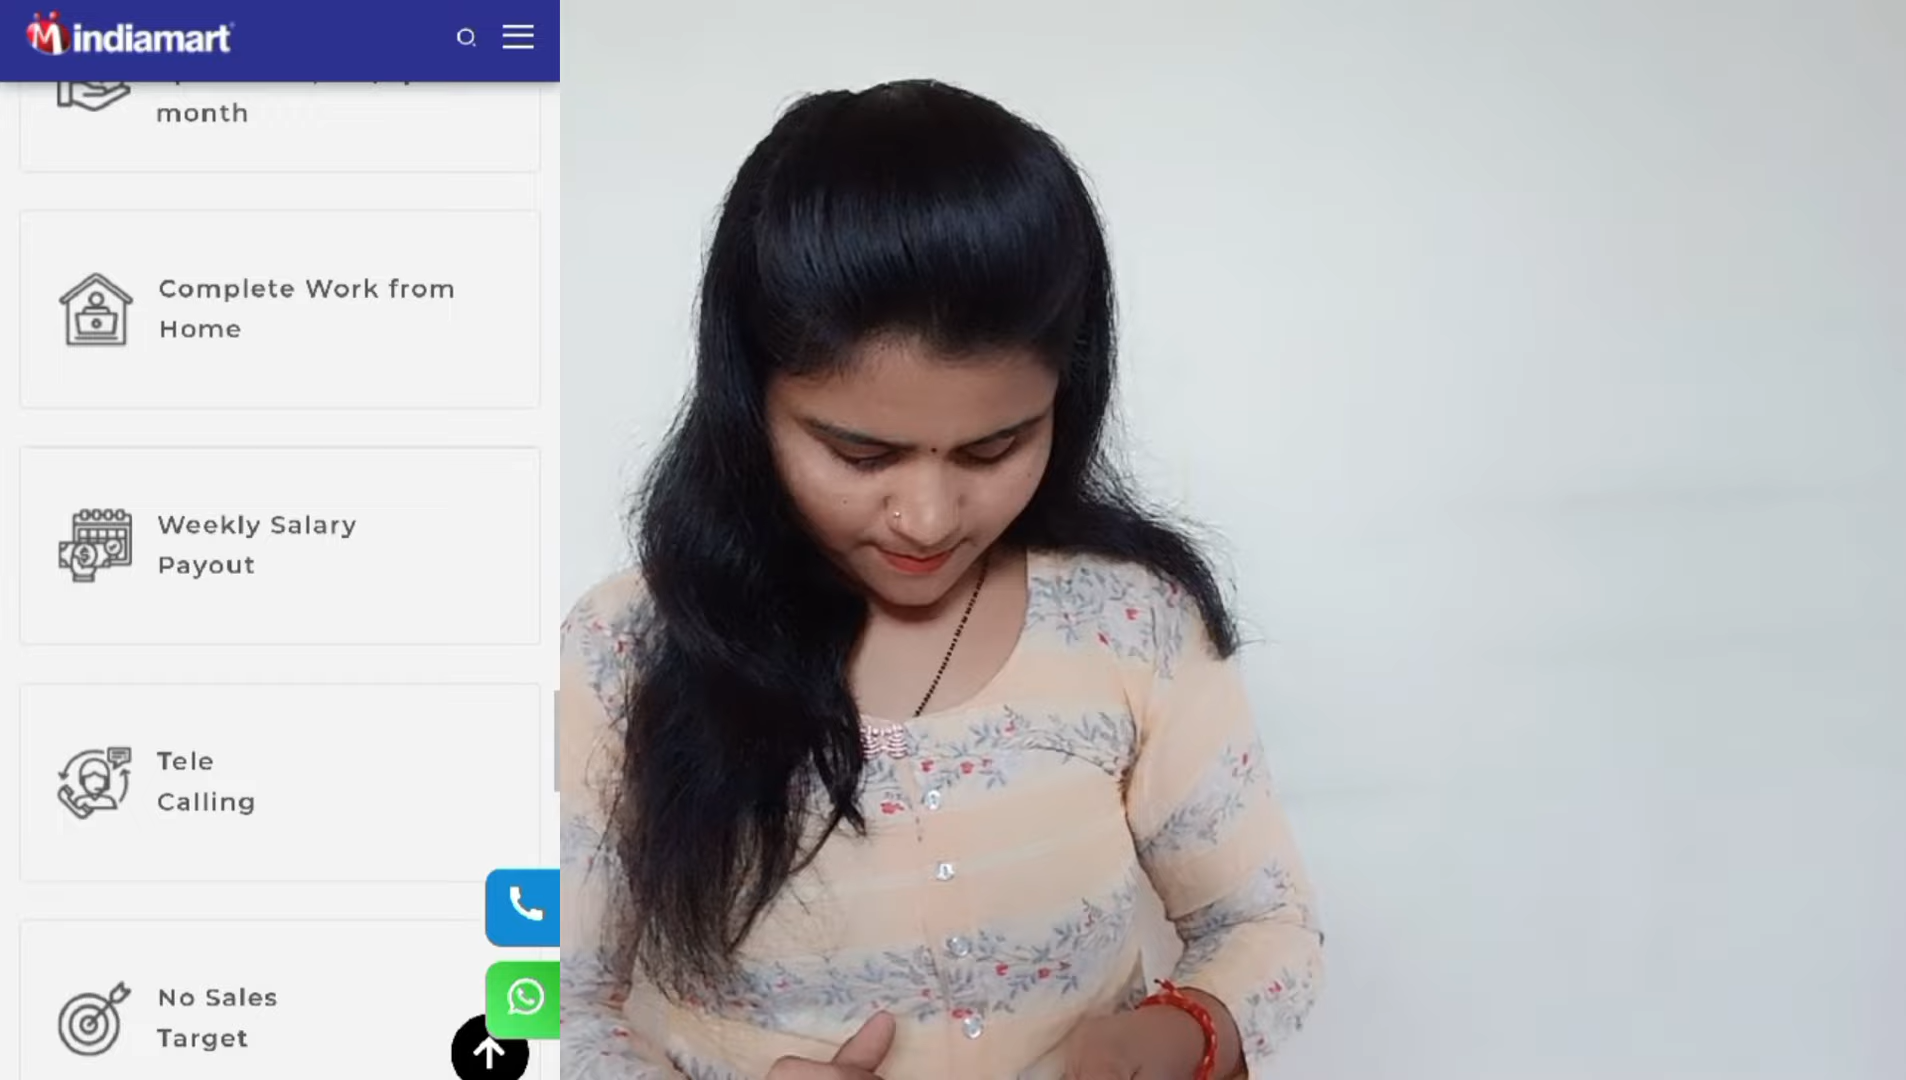 indiamart
month
Complete Work from
Home
Weekly Salary
Payout
Tele
Calling
No Sales
Target